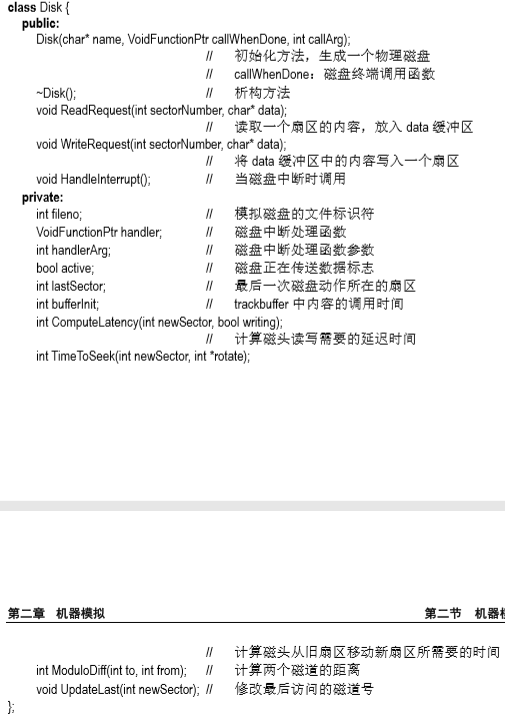 class Disk {
public:
Disk(char* name, VoidFunctionPtr callWhenDone, int callArg);
// 初始化方法，生成一个物理磁盘
// callWhenDone：磁盘终端调用函数
~Disk(); // 析构方法
void ReadRequest(int sectorNumber, char* data);
// 读取一个扇区的内容，放入 data 缓冲区
void WriteRequest(int sectorNumber, char* data);
// 将 data 缓冲区中的内容写入一个扇区
void HandleInterrupt(); // 当磁盘中断时调用
private:
int fileno; // 模拟磁盘的文件标识符
VoidFunctionPtr handler; // 磁盘中断处理函数
int handlerArg; // 磁盘中断处理函数参数
bool active; // 磁盘正在传送数据标志
int lastSector; // 最后一次磁盘动作所在的扇区
int bufferInit; // trackbuffer 中内容的调用时间
int ComputeLatency(int newSector, bool writing);
// 计算磁头读写需要的延迟时间
int TimeToSeek(int newSector, int *rotate);
第二章 机器模拟 第二节 机器模
// 计算磁头从旧扇区移动新扇区所需要的时间
int ModuloDiff(int to, int from); // 计算两个磁道的距离
void UpdateLast(int newSector); // 修改最后访问的磁道号
};